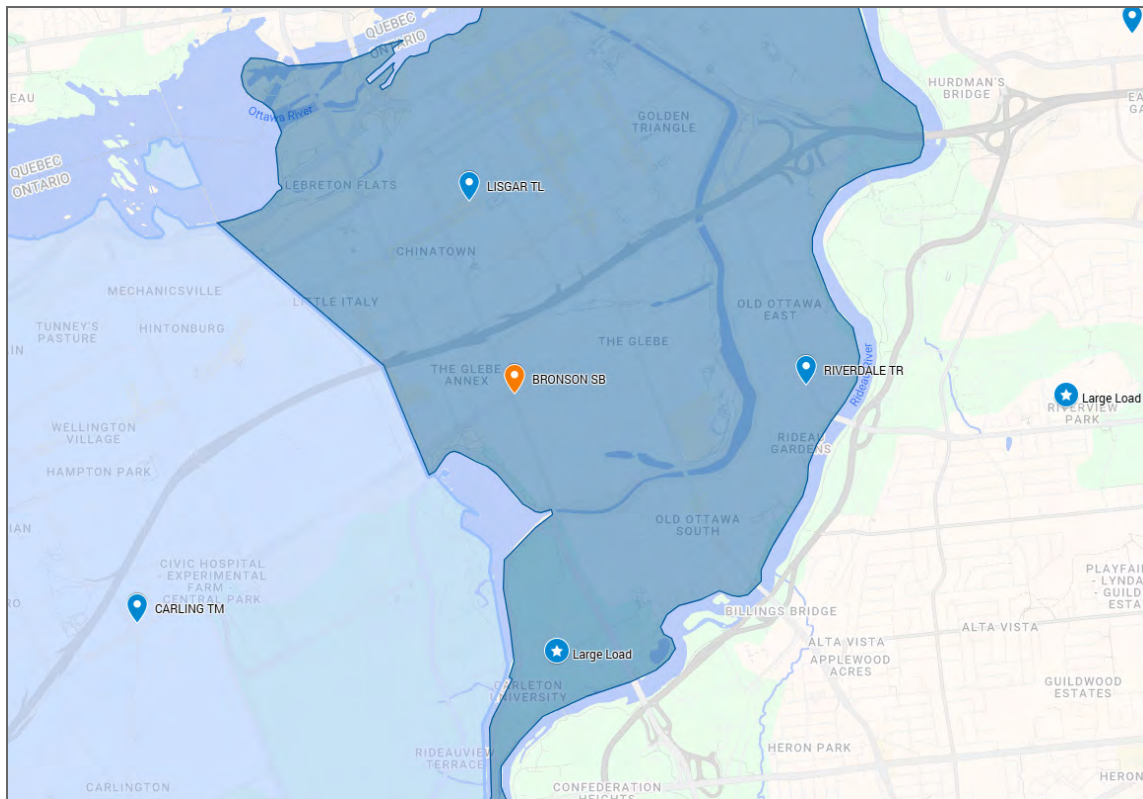 QUEBEC
ONTARIO
HURDMAN'S
BRIDGE
EAU
Ottawa River
GOLDEN
TRIANGLE
QUEBEC
ONTARIO
LEBRETON FLATS
LISGAR TL
CHINATOWN
MECHANICSVILLE
LITTLE ITALY
TUNNEY'S
PASTURE
HINTONBURG
OLD OTTAWA
EAST
THE GLEBE
THE GLEBE
ANNEX
BRONSON SB
RIVERDALE TR
Rideau River
Large Load
RIVERVIEW
PARK
WELLINGTON
VILLAGE
HAMPTON PARK
RIDEAU
GARDENS
OLD OTTAWA
SOUTH
CIVIC HOSPITAL
- EXPERIMENTAL
FARM -
CENTRAL PARK
CARLING TM
PLAYFAIR
- LYNDA
GUILD
ESTA
BILLINGS BRIDGE
ALTA VISTA
ALTA VISTA
APPLEWOOD
ACRES
Large Load
CARLETON
UNIVERSITY
GUILDWOOD
ESTATES
RIDEAUVIEW
TERRACE
HERON PARK
CARLINGTON
CONFEDERATION
HEIGHTS
HERON